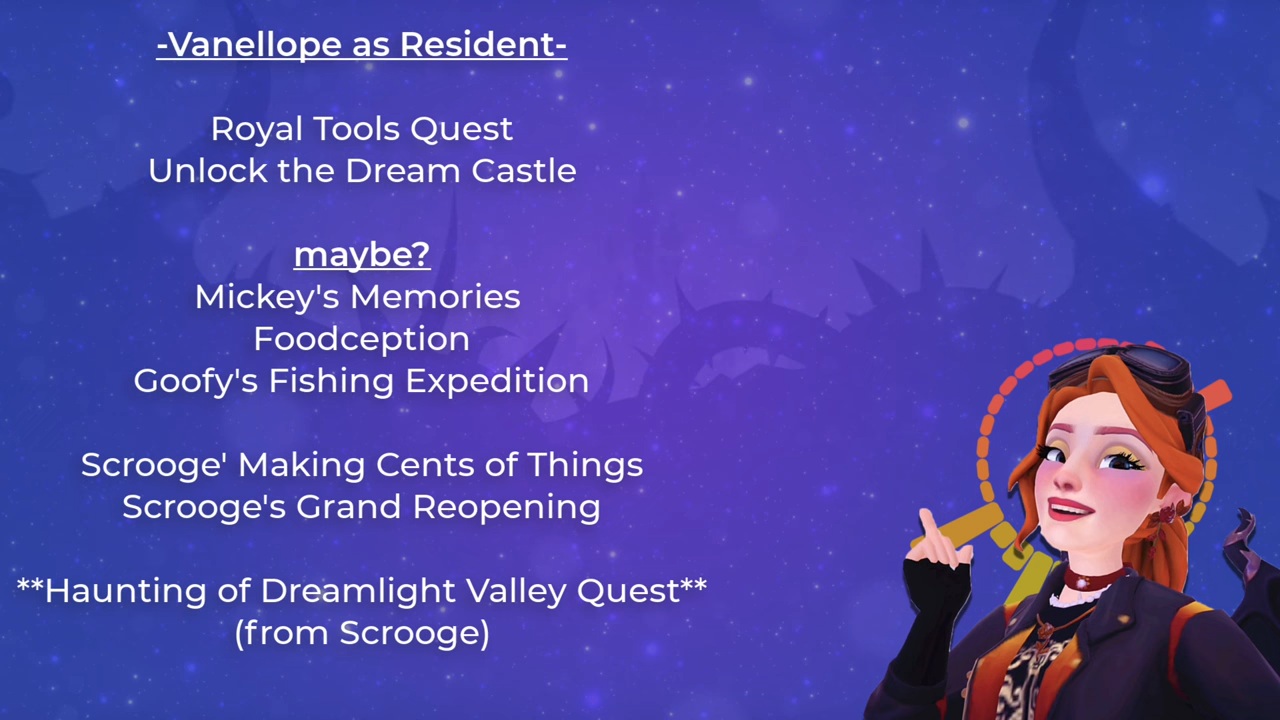 -Vanellope as Resident-
Royal Tools Quest
Unlock the Dream Castle
maybe?
Mickey's Memories
Foodception
Goofy's Fishing Expedition
Scrooge' Making Cents of Things
Scrooge's Grand Reopening
**Haunting of Dreamlight Valley Quest**
(from Scrooge)